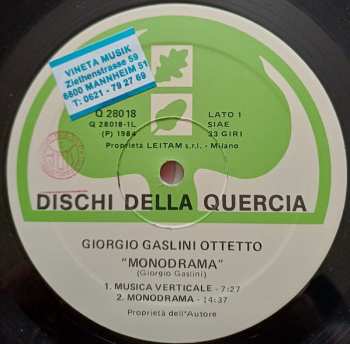 VINETA MUSIK
Ziethenstrasse 59
6800 MANNHEIM 51
T: 0621 - 79 27 69
Q 28018
Q 28018-1L
(P) 1984
LATO 1
SIAE
33 GIRI
Proprietà LEITAM s.r.l. - Milano
DISCHI DELLA QUERCIA
GIORGIO GASLINI OTTETTO
"MONODRAMA"
(Giorgio Gaslini)
1. MUSICA VERTICALE - 7:27
2. MONODRAMA - 14:37
Proprietà dell'Autore